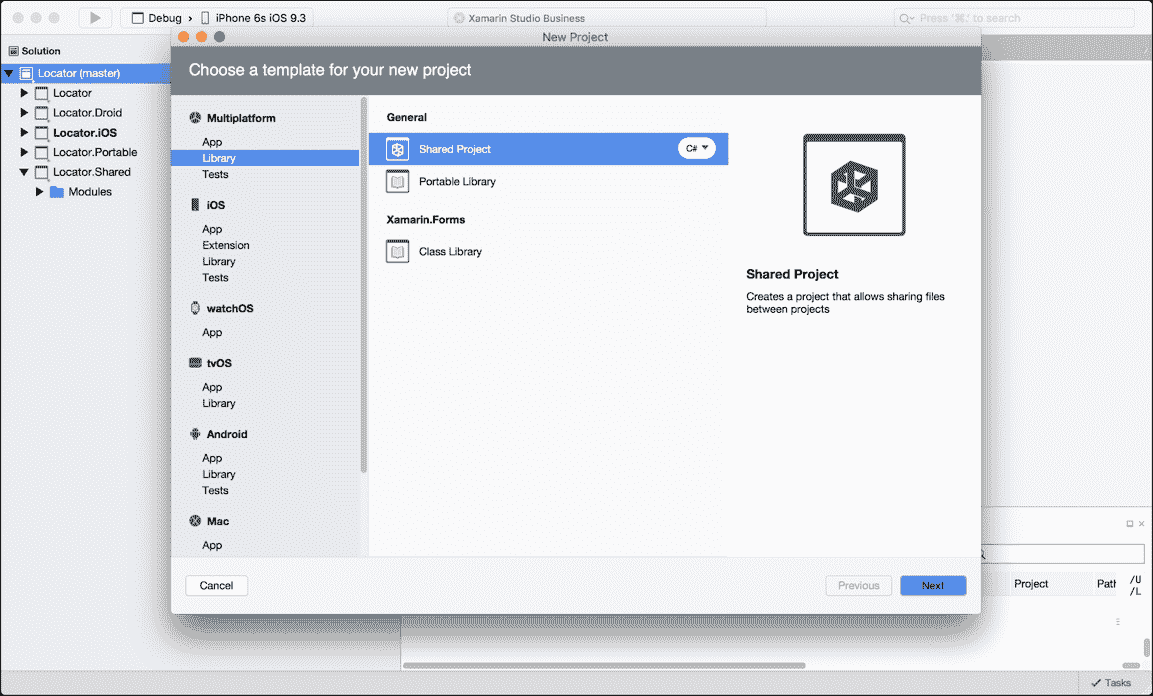 Debug › iPhone 6s iOS 9.3
Xamarin Studio Business
Press '⌘.' to search
Solution
New Project
Choose a template for your new project
Locator (master)
Locator
Locator.Droid
Locator.iOS
Locator.Portable
Locator.Shared
Modules
Multiplatform
App
Library
Tests
iOS
App
Extension
Library
Tests
watchOS
App
tvOS
App
Library
Android
App
Library
Tests
Mac
App
General
Shared Project
C#
Portable Library
Xamarin.Forms
Class Library
Shared Project
Creates a project that allows sharing files
between projects
Cancel
Previous
Next
Project
Path
/U
/L
Tasks